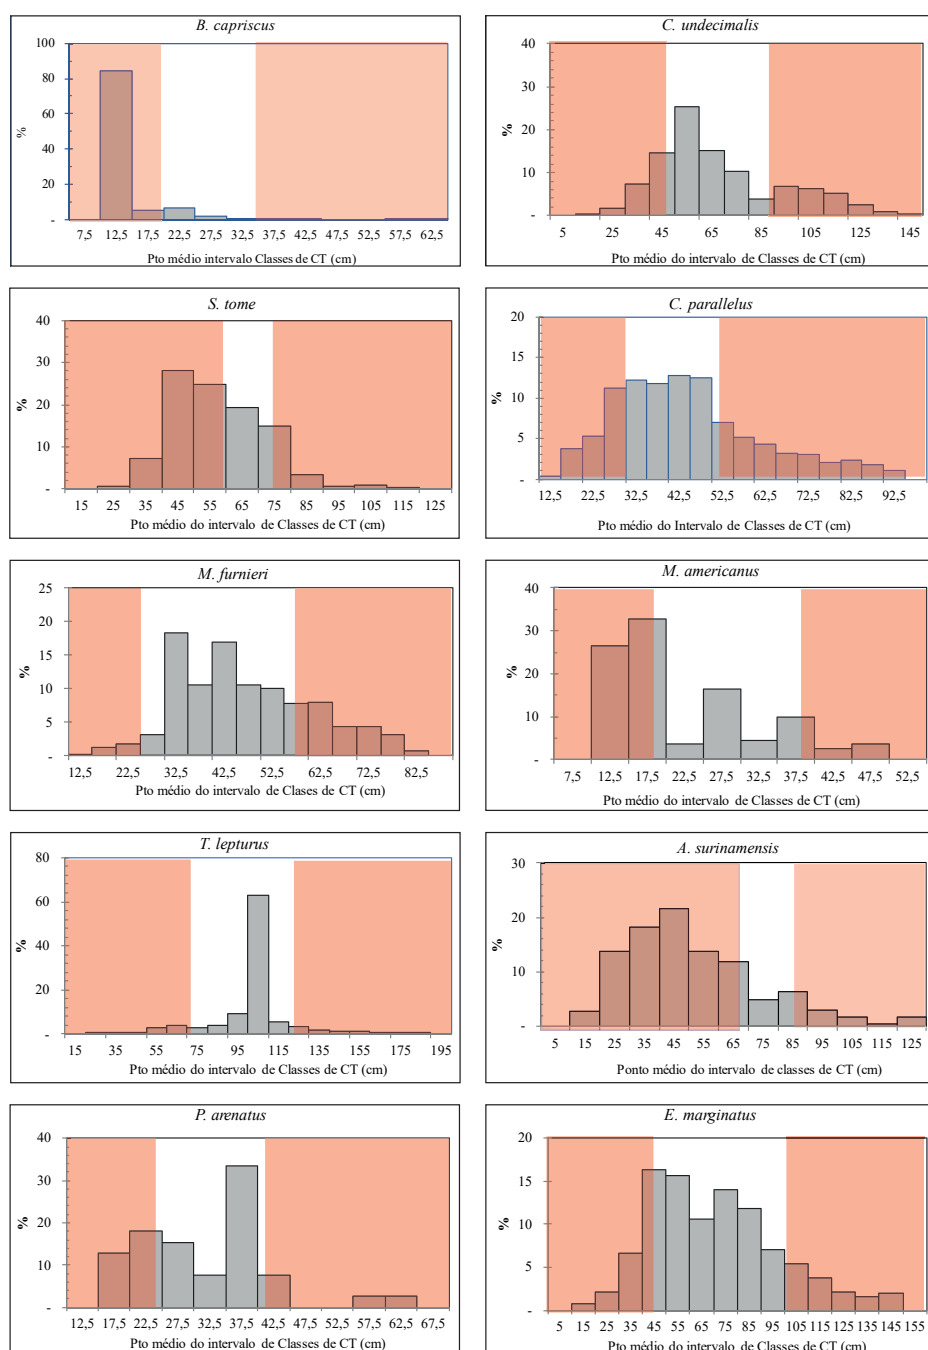 B. capriscus
100
80
60
40
20
-
%
7,5 12,5 17,5 22,5 27,5 32,5 37,5 42,5 52,5 57,5 62,5
Pto médio intervalo Classes de CT (cm)
C. undecimalis
40
30
20
10
-
%
5 25 45 65 85 105 125 145
Pto médio do intervalo de Classes de CT (cm)
S. tome
40
30
20
10
-
%
15 25 35 45 55 65 75 85 95 105 115 125
Pto médio do intervalo de Classes de CT (cm)
C. parallelus
20
15
10
5
-
%
12,5 22,5 32,5 42,5 52,5 62,5 72,5 82,5 92,5
Pto médio do Intervalo de Classes de CT (cm)
M. furnieri
25
20
15
10
5
-
%
12,5 22,5 32,5 42,5 52,5 62,5 72,5 82,5
Pto médio do intervalo de Clases de CT (cm)
M. americanus
40
30
20
10
-
%
7,5 12,5 17,5 22,5 27,5 32,5 37,5 42,5 47,5 52,5
Pto médio do intervalo de Classes de CT (cm)
T. lepturus
80
60
40
20
-
%
15 35 55 75 95 115 135 155 175 195
Pto médio do intervalo de Classes de CT (cm)
A. surinamensis
30
20
10
-
%
5 15 25 35 45 55 65 75 85 95 105 115 125
Ponto médio do intervalo de classes de CT (cm)
P. arenatus
40
30
20
10
-
%
12,5 17,5 22,5 27,5 32,5 37,5 42,5 47,5 52,5 57,5 62,5 67,5
Pto médio do intervalo de Classes de CT (cm)
E. marginatus
20
15
10
5
-
%
5 15 25 35 45 55 65 75 85 95 105 115 125 135 145 155
Pto médio do intervalo de Classes de CT (cm)